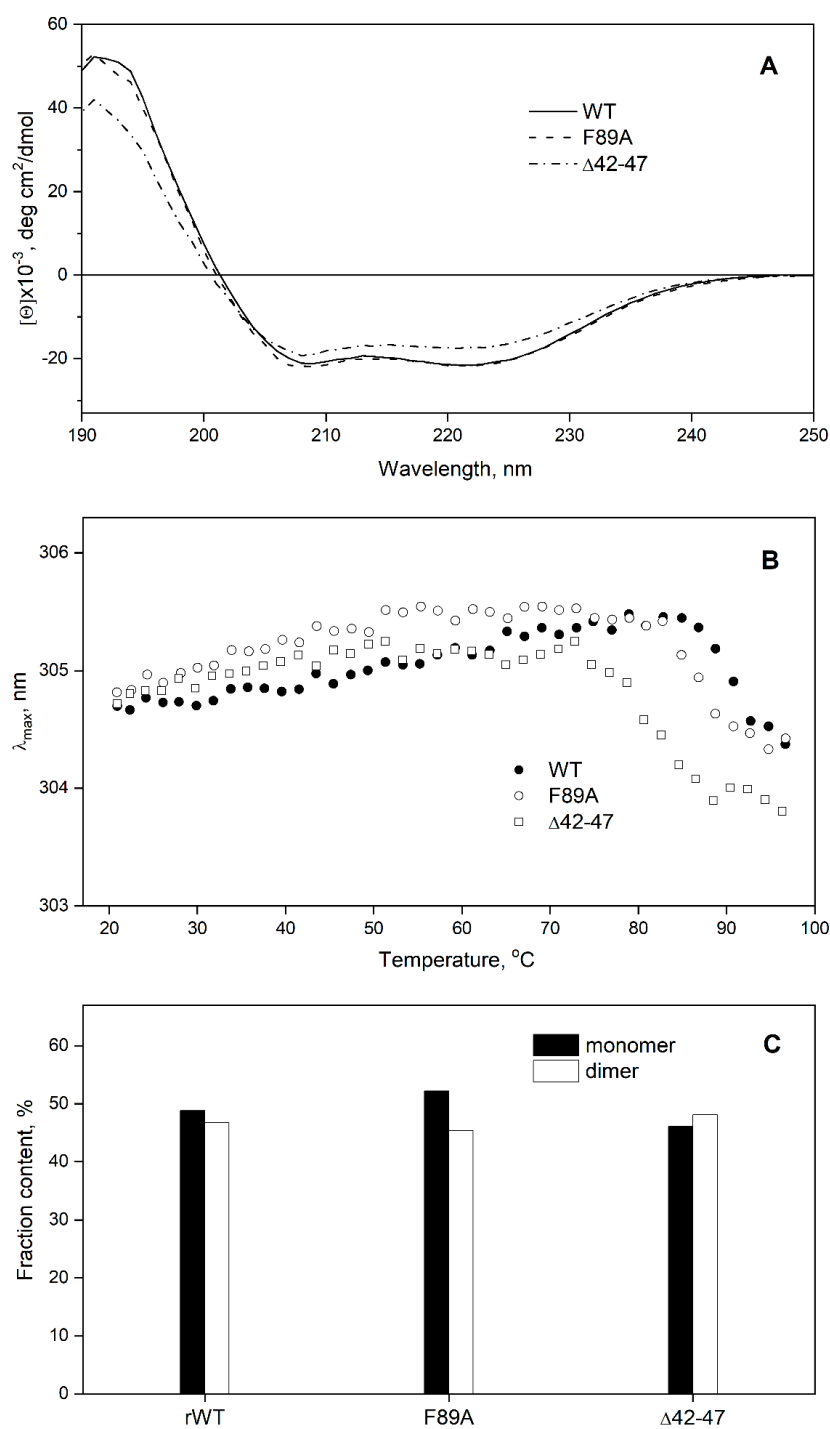 60
40
20
0
-20
[Θ]x10⁻³, deg cm²/dmol
A
WT
F89A
Δ42-47
190
200
210
220
230
240
250
Wavelength, nm
306
305
304
303
λmax, nm
B
WT
F89A
Δ42-47
20
30
40
50
60
70
80
90
100
Temperature, °C
60
50
40
30
20
10
0
Fraction content, %
monomer
dimer
C
rWT
F89A
Δ42-47